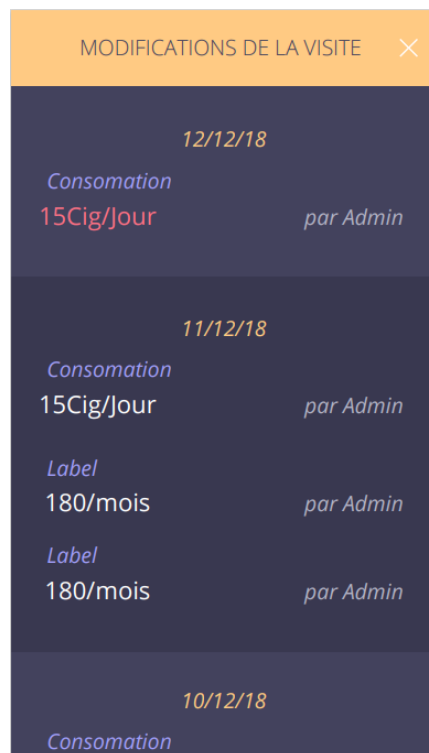 MODIFICATIONS DE LA VISITE
12/12/18
Consomation
15Cig/Jour par Admin
11/12/18
Consomation
15Cig/Jour par Admin
Label
180/mois par Admin
Label
180/mois par Admin
10/12/18
Consomation